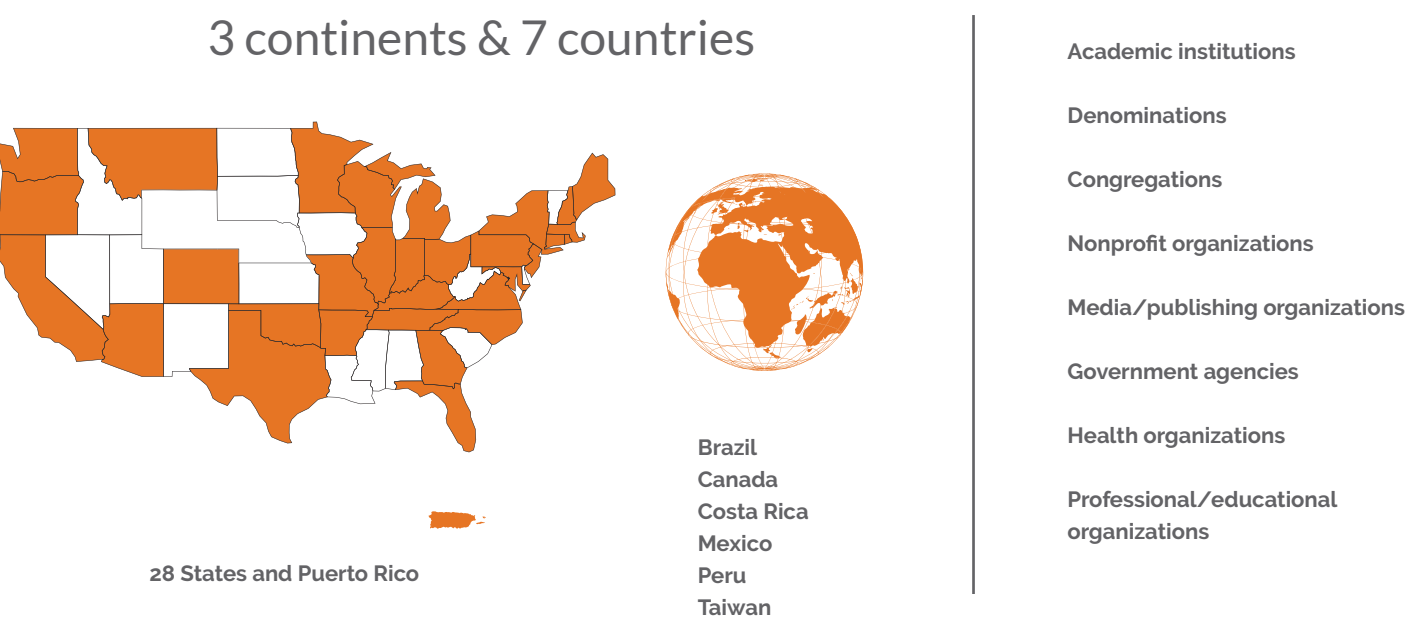 3 continents & 7 countries
28 States and Puerto Rico
Brazil
Canada
Costa Rica
Mexico
Peru
Taiwan
Academic institutions
Denominations
Congregations
Nonprofit organizations
Media/publishing organizations
Government agencies
Health organizations
Professional/educational
organizations